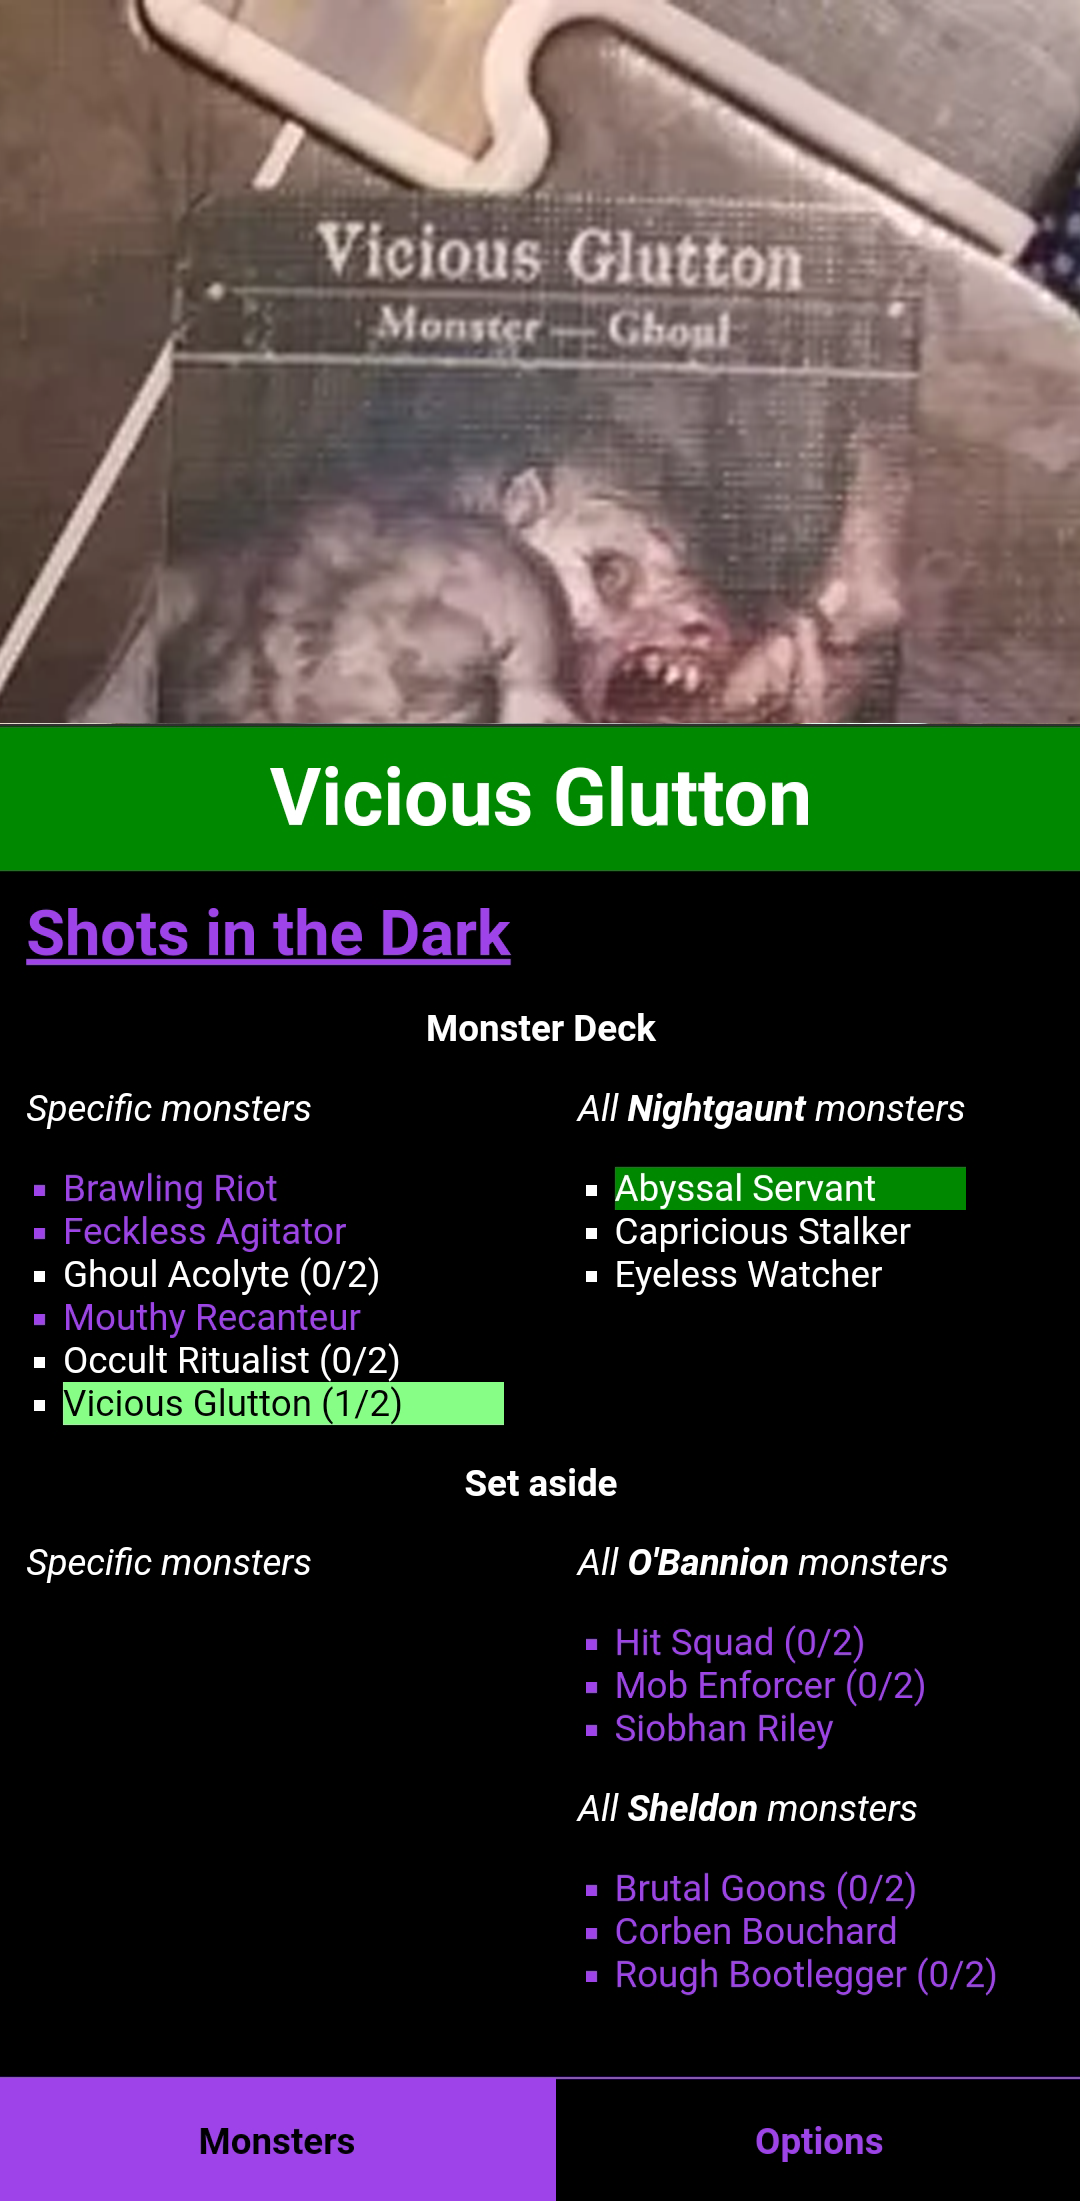 Vicious Glutton
Monster — Ghoul
Vicious Glutton
Shots in the Dark
Monster Deck
Specific monsters
Brawling Riot
Feckless Agitator
Ghoul Acolyte (0/2)
Mouthy Recanteur
Occult Ritualist (0/2)
Vicious Glutton (1/2)
All Nightgaunt monsters
Abyssal Servant
Capricious Stalker
Eyeless Watcher
Set aside
Specific monsters
All O'Bannion monsters
Hit Squad (0/2)
Mob Enforcer (0/2)
Siobhan Riley
All Sheldon monsters
Brutal Goons (0/2)
Corben Bouchard
Rough Bootlegger (0/2)
Monsters
Options